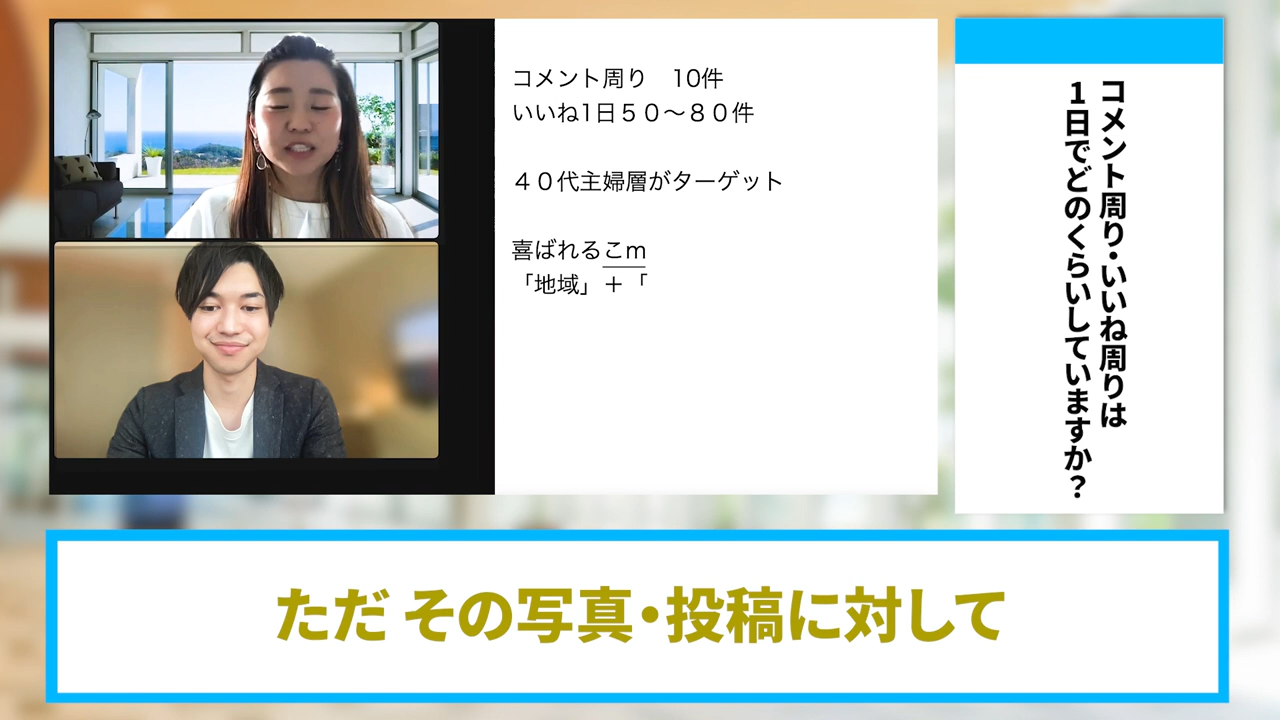 コメント周り　10件
いいね1日５０〜８０件
４０代主婦層がターゲット
喜ばれるこm
「地域」＋「
コメント周り・いいね周りは
1日でどのくらいしていますか？
ただ その写真・投稿に対して